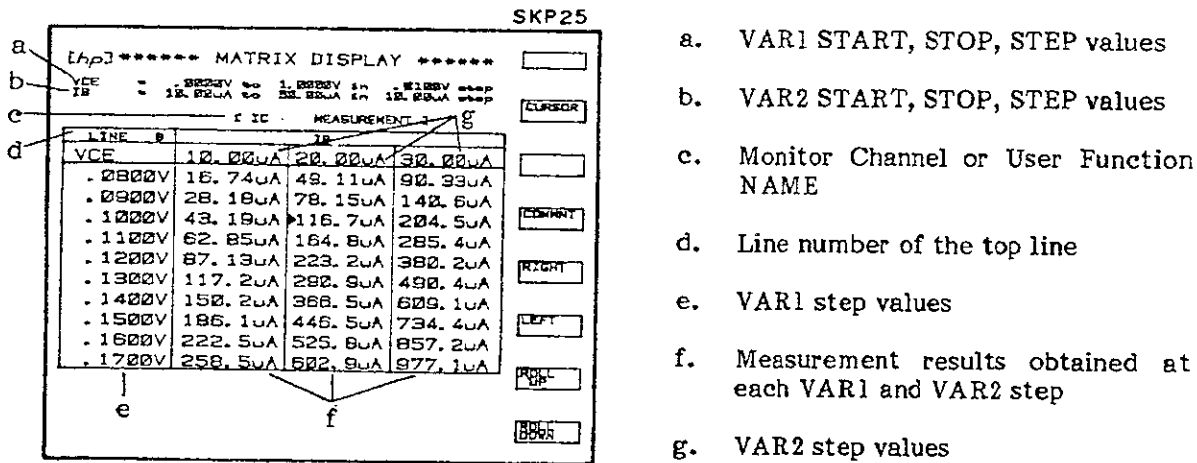 SKP25
[hp] ****** MATRIX DISPLAY ******
VCE = .0000V to 1.0000V in .0100V step
IB = 10.00uA to 50.00uA in 10.00uA step
[ IC : MEASUREMENT ]
LINE 8 IB
VCE 10.00uA 20.00uA 30.00uA
.0800V 16.74uA 49.11uA 90.93uA
.0900V 28.18uA 78.15uA 140.6uA
.1000V 43.19uA 116.7uA 204.5uA
.1100V 62.85uA 164.8uA 285.4uA
.1200V 87.13uA 223.2uA 380.2uA
.1300V 117.2uA 292.9uA 490.4uA
.1400V 150.2uA 366.5uA 609.1uA
.1500V 186.1uA 446.5uA 734.4uA
.1600V 222.5uA 525.8uA 857.2uA
.1700V 258.5uA 602.9uA 977.1uA
CURSOR
COMMNT
RIGHT
LEFT
ROLL UP
ROLL DOWN
a
b
c
d
e
f
g
a. VAR1 START, STOP, STEP values
b. VAR2 START, STOP, STEP values
c. Monitor Channel or User Function
NAME
d. Line number of the top line
e. VAR1 step values
f. Measurement results obtained at
each VAR1 and VAR2 step
g. VAR2 step values